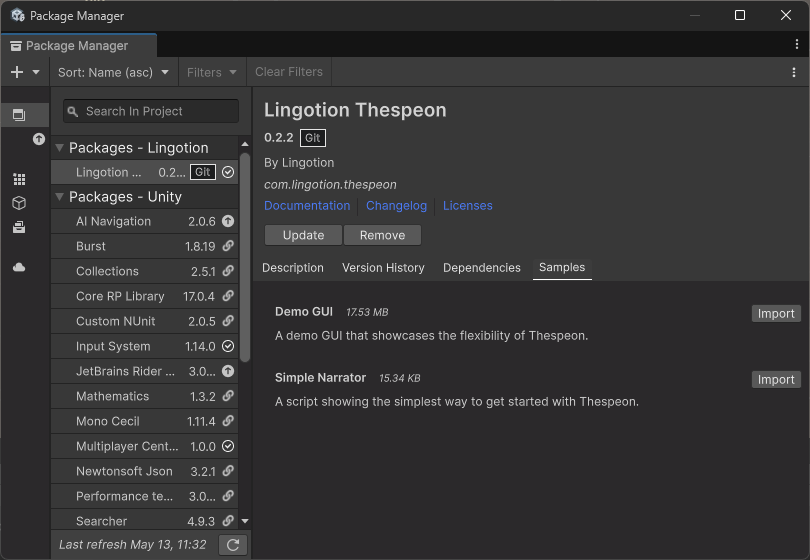 Package Manager
Package Manager
Sort: Name (asc)
Filters
Clear Filters
Search In Project
Packages - Lingotion
Lingotion ... 0.2... Git
Packages - Unity
AI Navigation 2.0.6
Burst 1.8.19
Collections 2.5.1
Core RP Library 17.0.4
Custom NUnit 2.0.5
Input System 1.14.0
JetBrains Rider ... 3.0...
Mathematics 1.3.2
Mono Cecil 1.11.4
Multiplayer Cent... 1.0.0
Newtonsoft Json 3.2.1
Performance te... 3.0...
Searcher 4.9.3
Last refresh May 13, 11:32
Lingotion Thespeon
0.2.2 Git
By Lingotion
com.lingotion.thespeon
Documentation Changelog Licenses
Update Remove
Description Version History Dependencies Samples
Demo GUI 17.53 MB Import
A demo GUI that showcases the flexibility of Thespeon.
Simple Narrator 15.34 KB Import
A script showing the simplest way to get started with Thespeon.